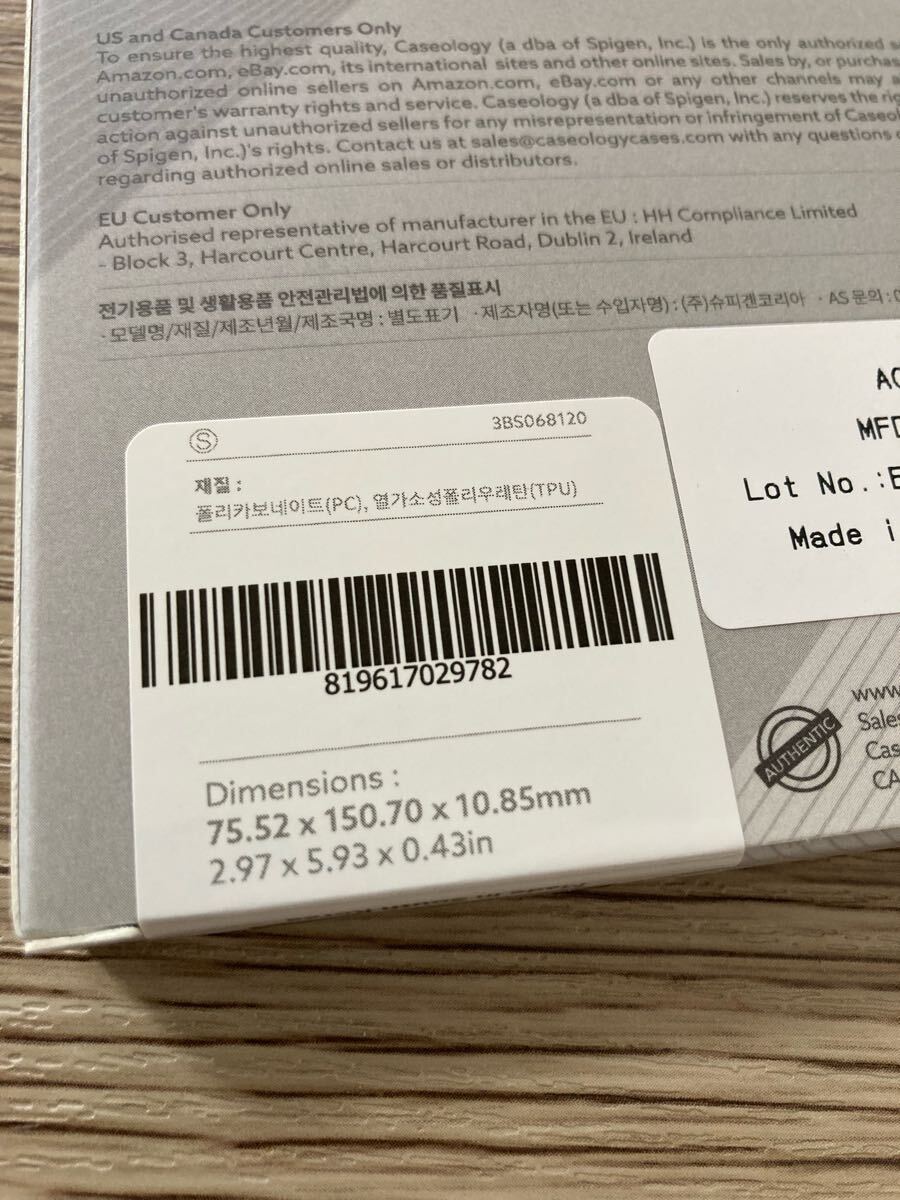 US and Canada Customers Only
To ensure the highest quality, Caseology (a dba of Spigen, Inc.) is the only authorized
Amazon.com, eBay.com, its international sites and other online sites. Sales by, or
unauthorized online sellers on Amazon.com, eBay.com or any other channels may
customer's warranty rights and service. Caseology (a dba of Spigen, Inc.) reserves the
action against unauthorized sellers for any misrepresentation or infringement of
of Spigen, Inc.)'s rights. Contact us at sales@caseologycases.com with any questions
regarding authorized online sales or distributors.
EU Customer Only
Authorised representative of manufacturer in the EU : HH Compliance Limited
- Block 3, Harcourt Centre, Harcourt Road, Dublin 2, Ireland
전기용품 및 생활용품 안전관리법에 의한 품질표시
· 모델명/재질/제조년월/제조국명 : 별도표기 · 제조자명(또는 수입자명) : (주)슈피겐코리아 · AS 문의 :
MFD
Lot No.:E
Made
S 3BS068120
재질 :
폴리카보네이트(PC), 열가소성폴리우레탄(TPU)
819617029782
Dimensions :
75.52 x 150.70 x 10.85mm
2.97 x 5.93 x 0.43in
AUTHENTIC
www